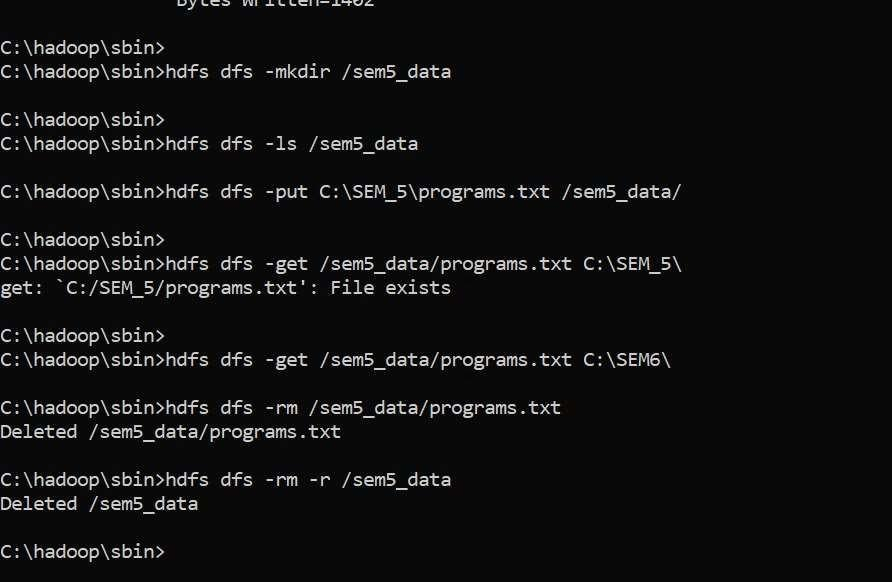 Bytes Written=1402
C:\hadoop\sbin>
C:\hadoop\sbin>hdfs dfs -mkdir /sem5_data
C:\hadoop\sbin>
C:\hadoop\sbin>hdfs dfs -ls /sem5_data
C:\hadoop\sbin>hdfs dfs -put C:\SEM_5\programs.txt /sem5_data/
C:\hadoop\sbin>
C:\hadoop\sbin>hdfs dfs -get /sem5_data/programs.txt C:\SEM_5\
get: `C:/SEM_5/programs.txt': File exists
C:\hadoop\sbin>
C:\hadoop\sbin>hdfs dfs -get /sem5_data/programs.txt C:\SEM6\
C:\hadoop\sbin>hdfs dfs -rm /sem5_data/programs.txt
Deleted /sem5_data/programs.txt
C:\hadoop\sbin>hdfs dfs -rm -r /sem5_data
Deleted /sem5_data
C:\hadoop\sbin>